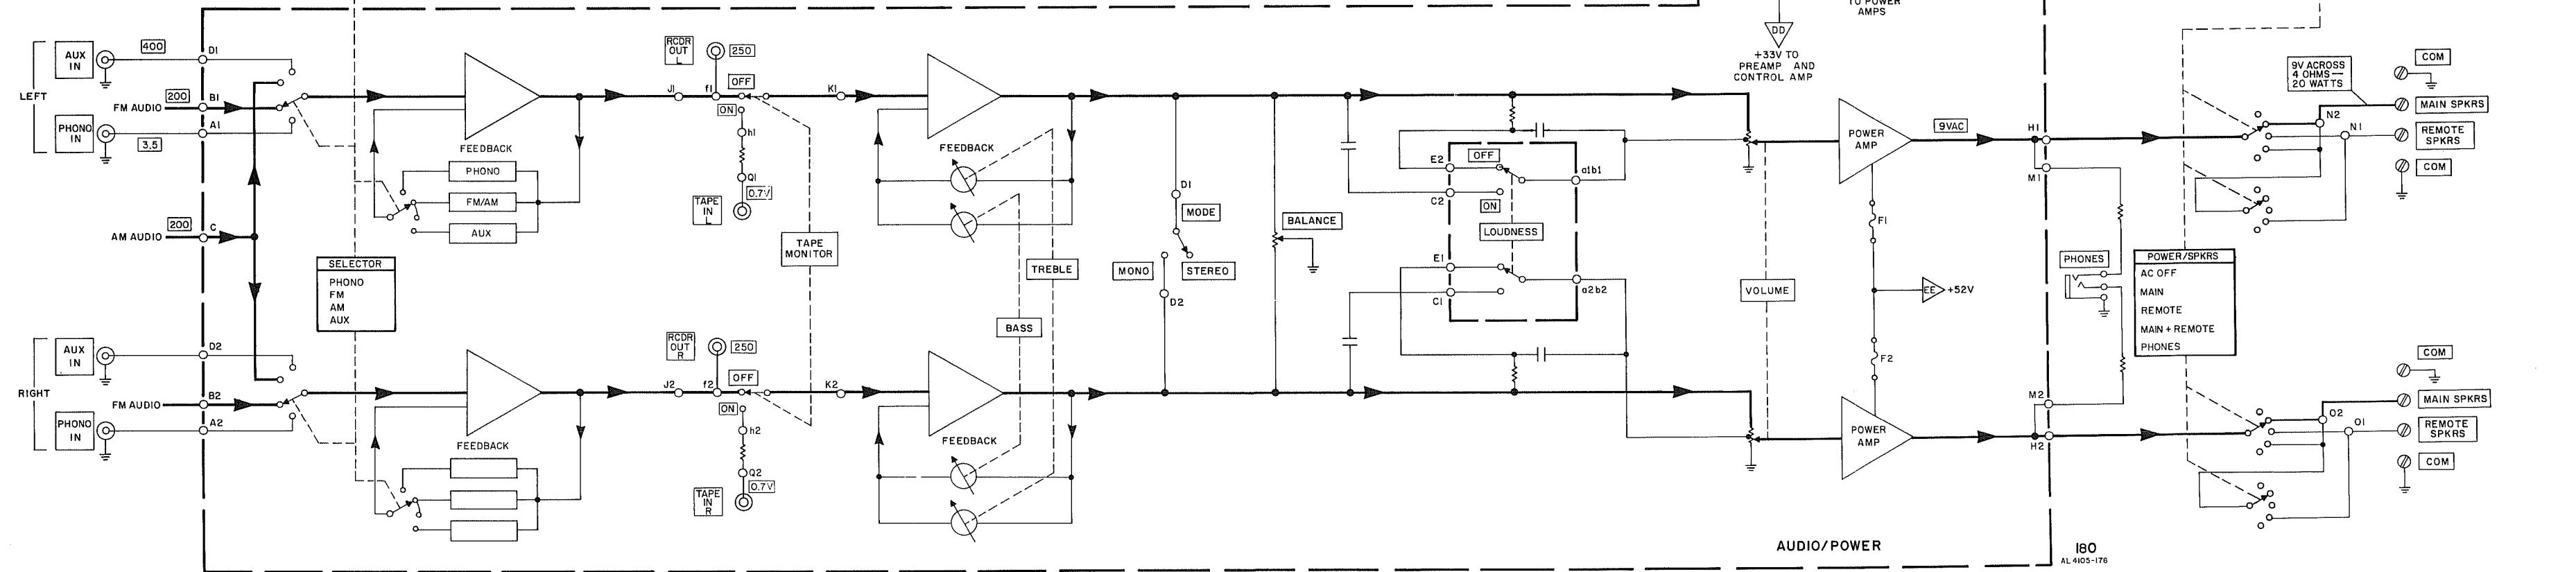 TO POWER
AMPS
DD
+33V TO
PREAMP AND
CONTROL AMP
LEFT
AUX
IN
400
D1
FM AUDIO
200
B1
PHONO
IN
3.5
A1
AM AUDIO
200
C
FEEDBACK
PHONO
FM/AM
AUX
SELECTOR
PHONO
FM
AM
AUX
RCDR
OUT
L
250
J1
f1
OFF
ON
h1
Q1
0.7V
TAPE
IN
L
K1
TAPE
MONITOR
FEEDBACK
TREBLE
BASS
D1
MODE
MONO
STEREO
D2
BALANCE
E2
OFF
a1b1
C2
ON
LOUDNESS
E1
C1
a2b2
VOLUME
POWER
AMP
9VAC
F1
EE
+52V
F2
H1
M1
PHONES
POWER/SPKRS
AC OFF
MAIN
REMOTE
MAIN + REMOTE
PHONES
9V ACROSS
4 OHMS —
20 WATTS
COM
MAIN SPKRS
N2
N1
REMOTE
SPKRS
COM
RIGHT
AUX
IN
D2
FM AUDIO
B2
PHONO
IN
A2
FEEDBACK
RCDR
OUT
R
250
J2
f2
OFF
ON
h2
Q2
0.7V
TAPE
IN
R
K2
FEEDBACK
POWER
AMP
M2
H2
COM
MAIN SPKRS
O2
O1
REMOTE
SPKRS
COM
AUDIO/POWER
180
AL4105-176